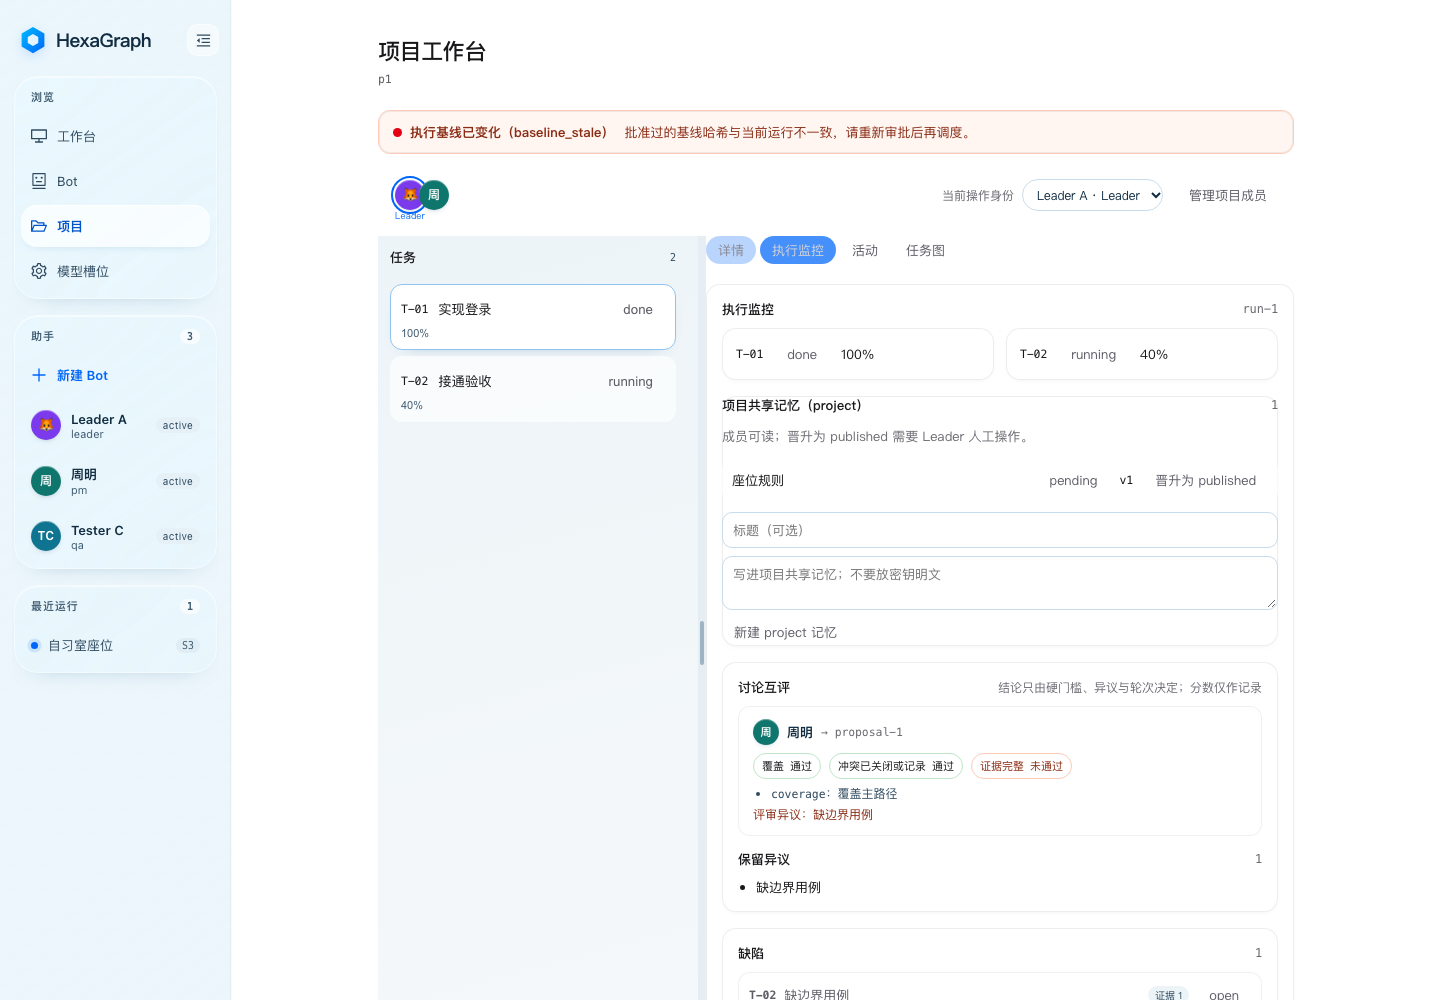 HexaGraph
浏览
工作台
Bot
项目
模型槽位
助手 3
新建 Bot
Leader A active
leader
周 周明 active
pm
TC Tester C active
qa
最近运行 1
自习室座位 S3
项目工作台
p1
执行基线已变化（baseline_stale） 批准过的基线哈希与当前运行不一致，请重新审批后再调度。
周
Leader
当前操作身份 Leader A · Leader 管理项目成员
任务 2
T-01 实现登录 done
100%
T-02 接通验收 running
40%
详情 执行监控 活动 任务图
执行监控 run-1
T-01 done 100% T-02 running 40%
项目共享记忆（project） 1
成员可读；晋升为 published 需要 Leader 人工操作。
座位规则 pending v1 晋升为 published
标题（可选）
写进项目共享记忆；不要放密钥明文
新建 project 记忆
讨论互评 结论只由硬门槛、异议与轮次决定；分数仅作记录
周 周明 → proposal-1
覆盖 通过 冲突已关闭或记录 通过 证据完整 未通过
• coverage：覆盖主路径
评审异议：缺边界用例
保留异议 1
• 缺边界用例
缺陷 1
T-02 缺边界用例 证据 1 open